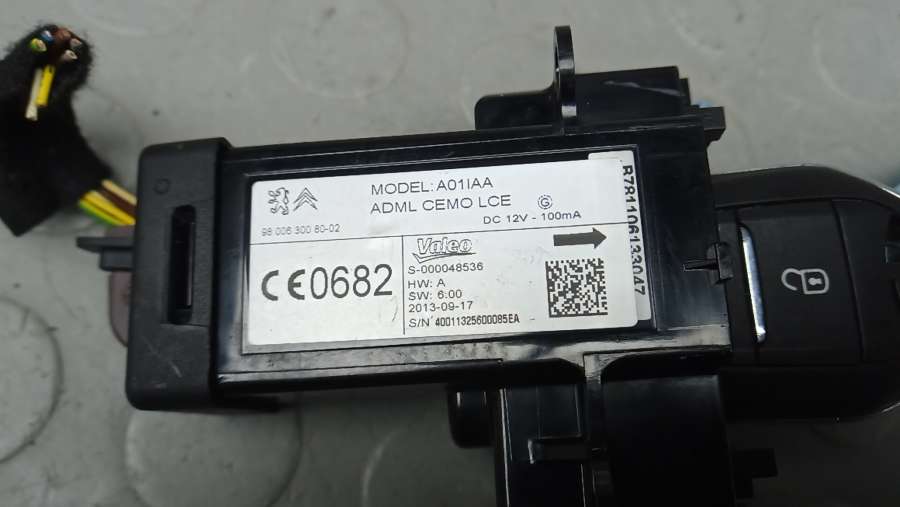 MODEL: A01IAA
ADML CEMO LCE
G
98 006 300 80-02
DC 12V - 100mA
CE0682
Valeo
S-000048536
HW: A
SW: 6:00
2013-09-17
S/N° 40011325600085EA
R7811061133047